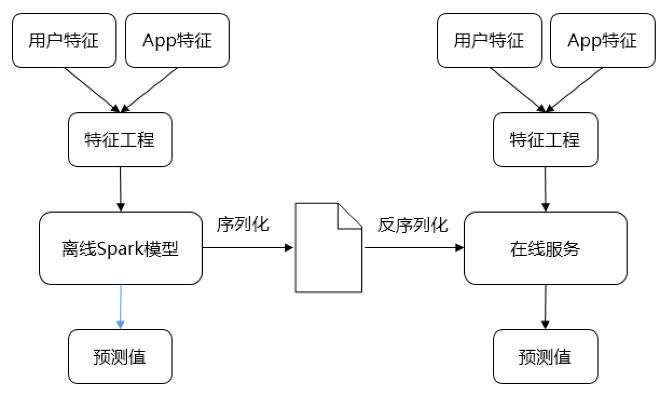 用户特征
App特征
特征工程
离线Spark模型
预测值
序列化
反序列化
用户特征
App特征
特征工程
在线服务
预测值